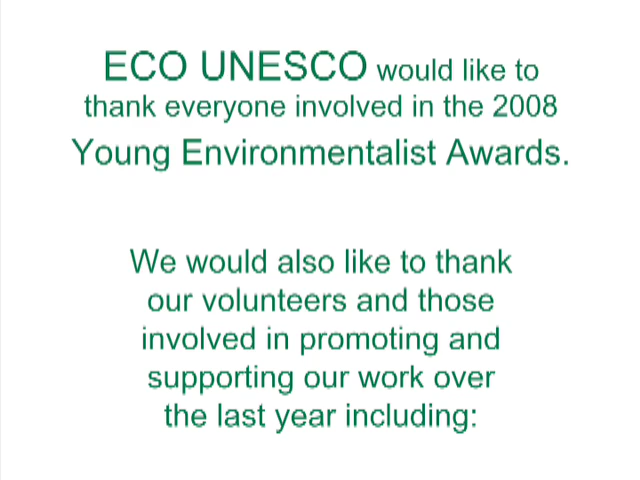 ECO UNESCO would like to
thank everyone involved in the 2008
Young Environmentalist Awards.
We would also like to thank
our volunteers and those
involved in promoting and
supporting our work over
the last year including: